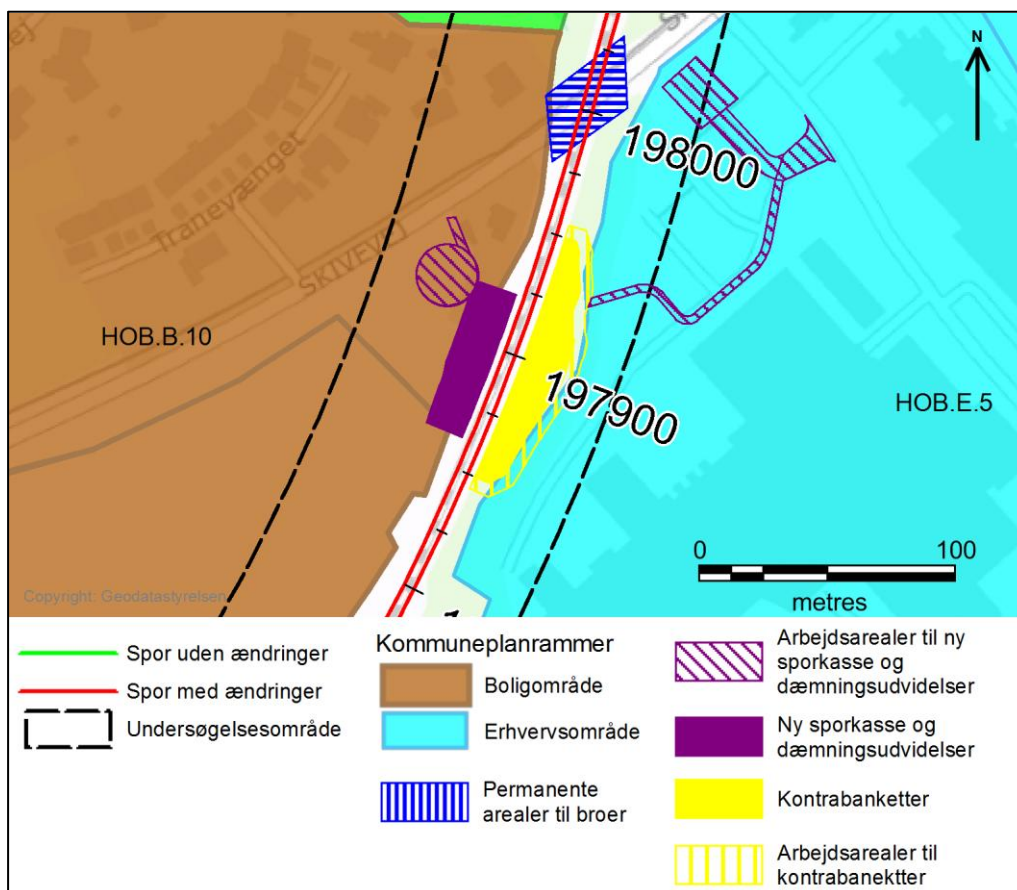 N
198000
Tranevænget
SKIVEVEJ
HOB.B.10
197900
HOB.E.5
0 100
metres
Copyright: Geodatastyrelsen
Spor uden ændringer
Spor med ændringer
Undersøgelsesområde
Kommuneplanrammer
Boligområde
Erhvervsområde
Permanente
arealer til broer
Arbejdsarealer til ny
sporkasse og
dæmningsudvidelser
Ny sporkasse og
dæmningsudvidelser
Kontrabanketter
Arbejdsarealer til
kontrabanektter